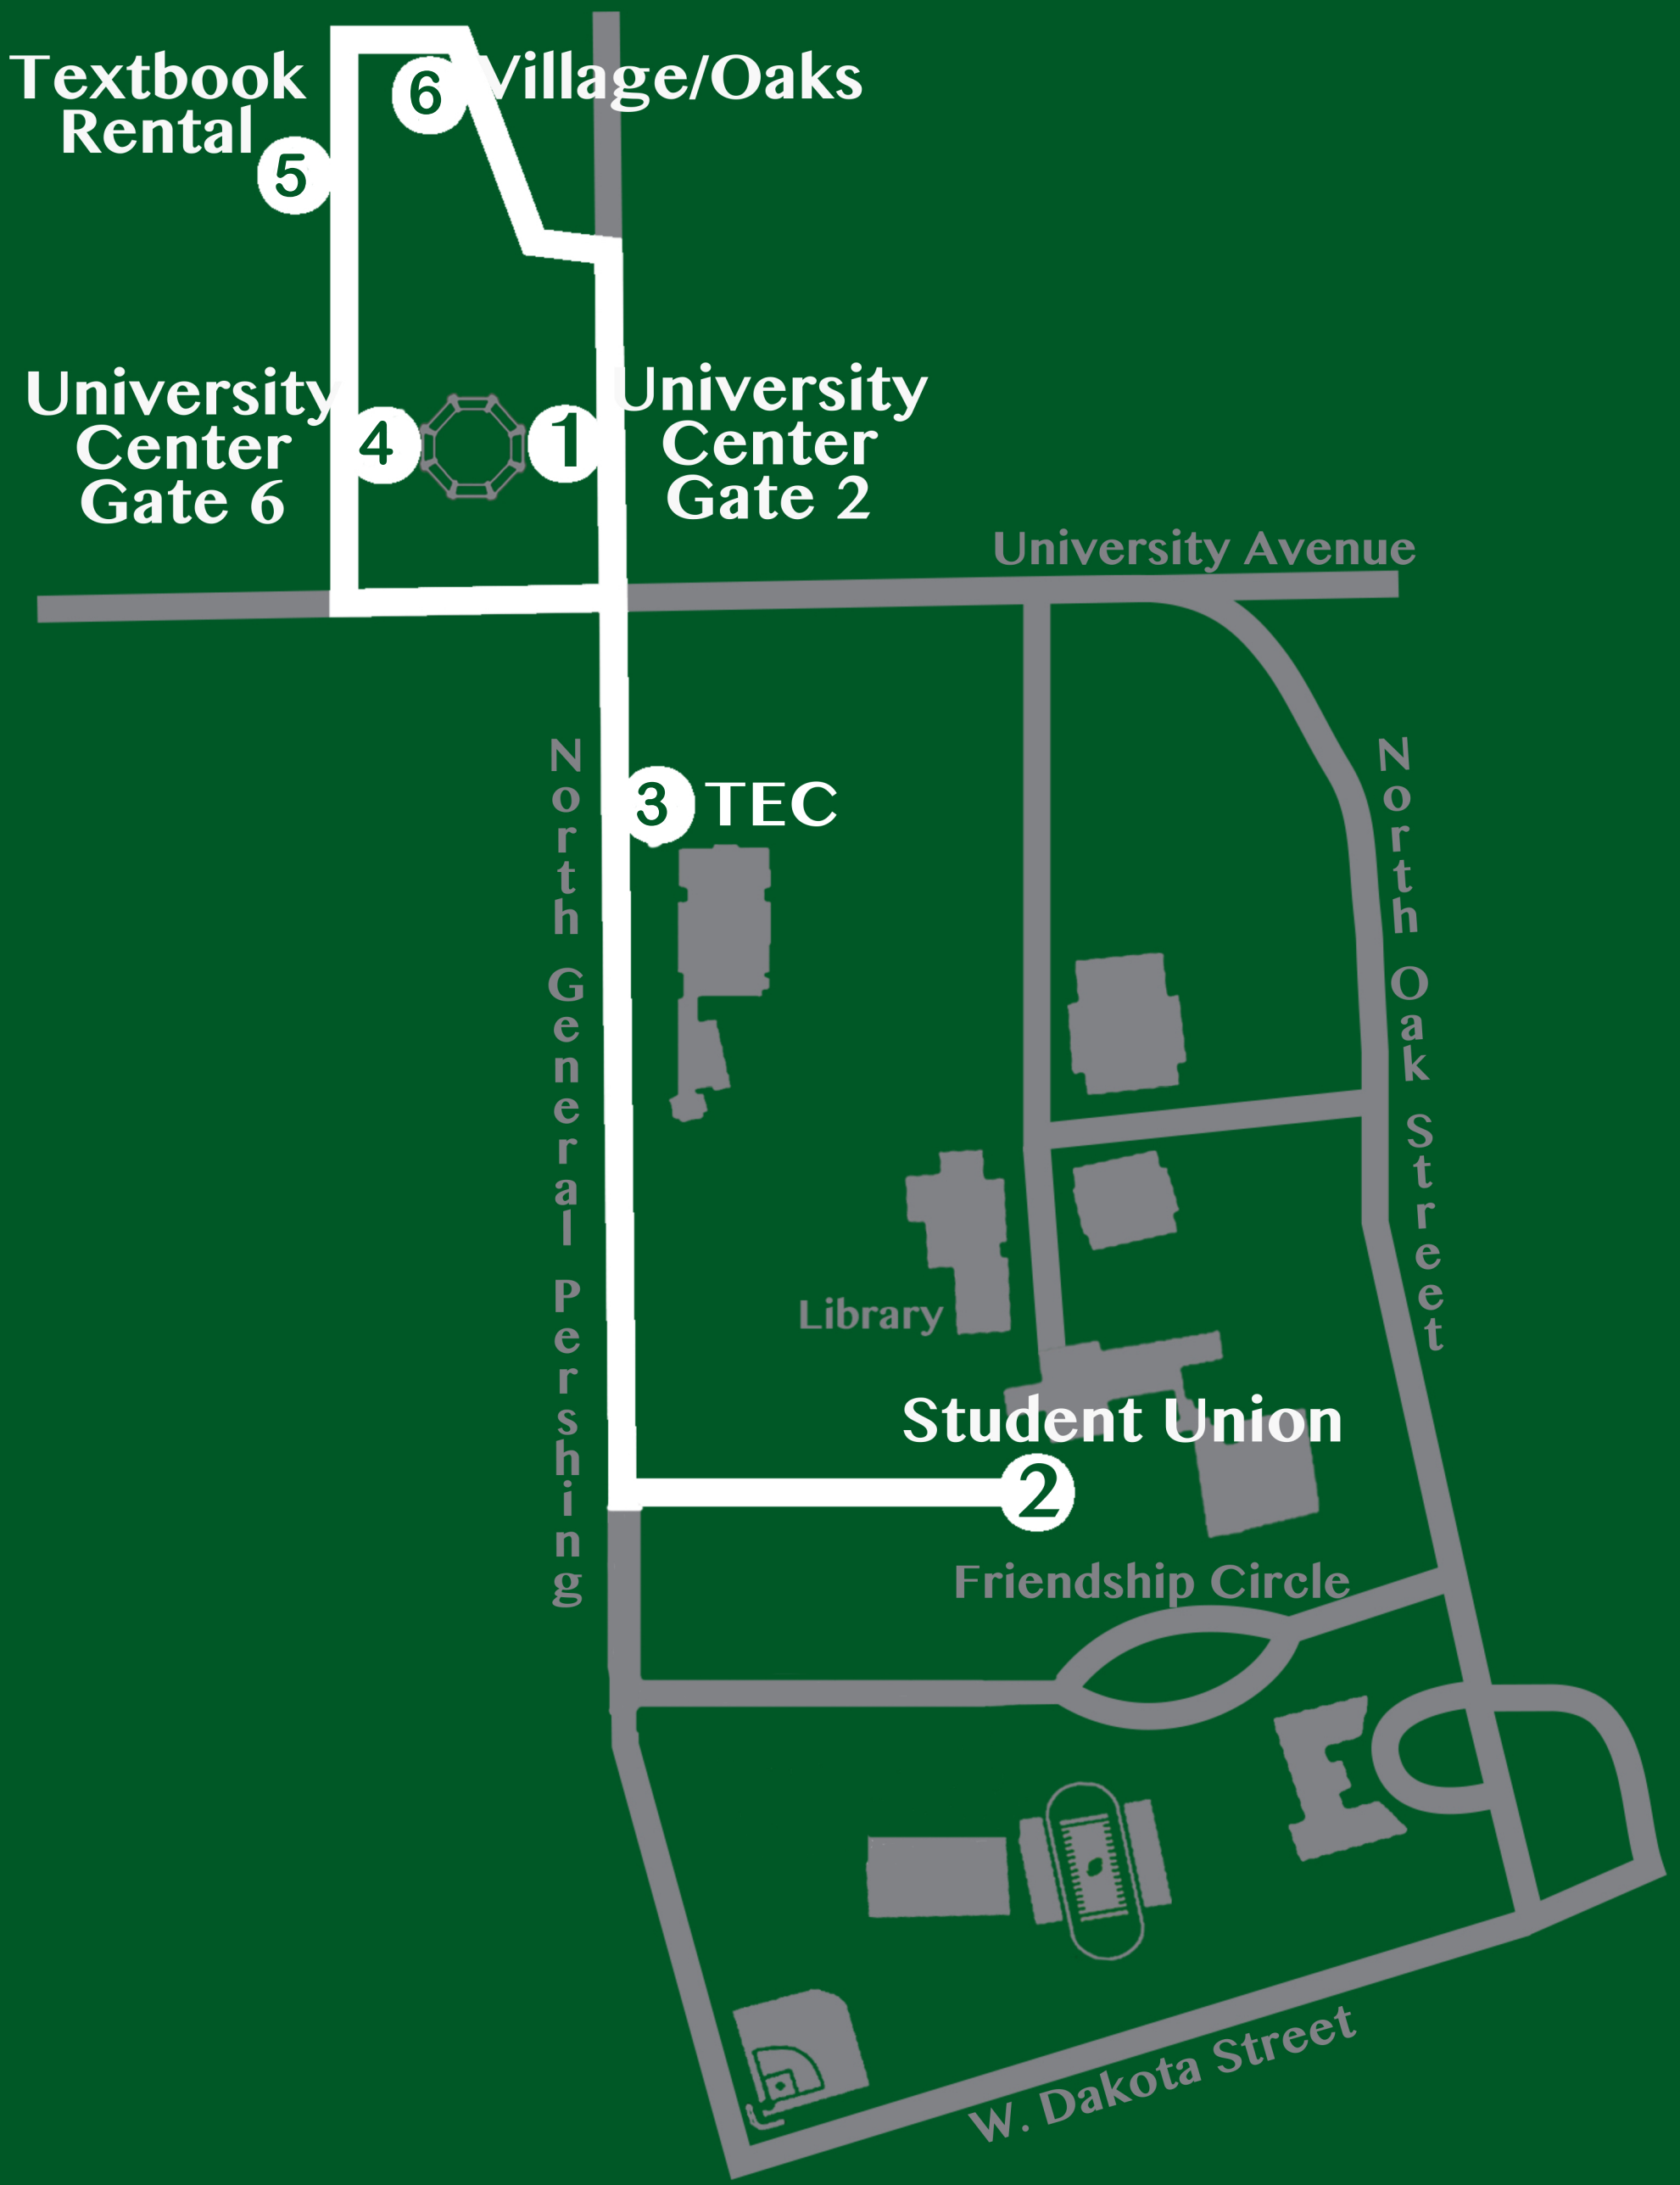 Textbook
Rental
5
6
Village/Oaks
University
Center
Gate 6
4
1
University
Center
Gate 2
University Avenue
3
TEC
North General Pershing
North Oak Street
Library
Student Union
2
Friendship Circle
W. Dakota Street